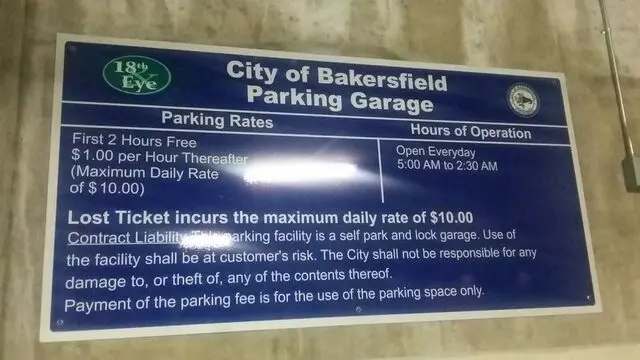 18th & Eye
City of Bakersfield
Parking Garage
Parking Rates
First 2 Hours Free
$1.00 per Hour Thereafter
(Maximum Daily Rate
of $10.00)
Hours of Operation
Open Everyday
5:00 AM to 2:30 AM
Lost Ticket incurs the maximum daily rate of $10.00
Contract Liability This parking facility is a self park and lock garage. Use of
the facility shall be at customer's risk. The City shall not be responsible for any
damage to, or theft of, any of the contents thereof.
Payment of the parking fee is for the use of the parking space only.